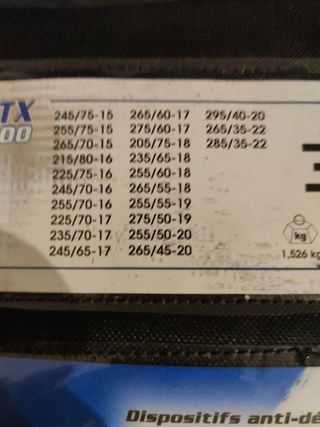 TX
00
245/75-15 265/60-17 295/40-20
255/75-15 275/60-17 265/35-22
265/70-15 205/75-18 285/35-22
215/80-16 235/65-18
225/75-16 255/60-18
245/70-16 265/55-18
255/70-16 255/55-19
225/70-17 275/50-19
235/70-17 255/50-20
245/65-17 265/45-20
kg
1,526 kg
Dispositifs anti-dé